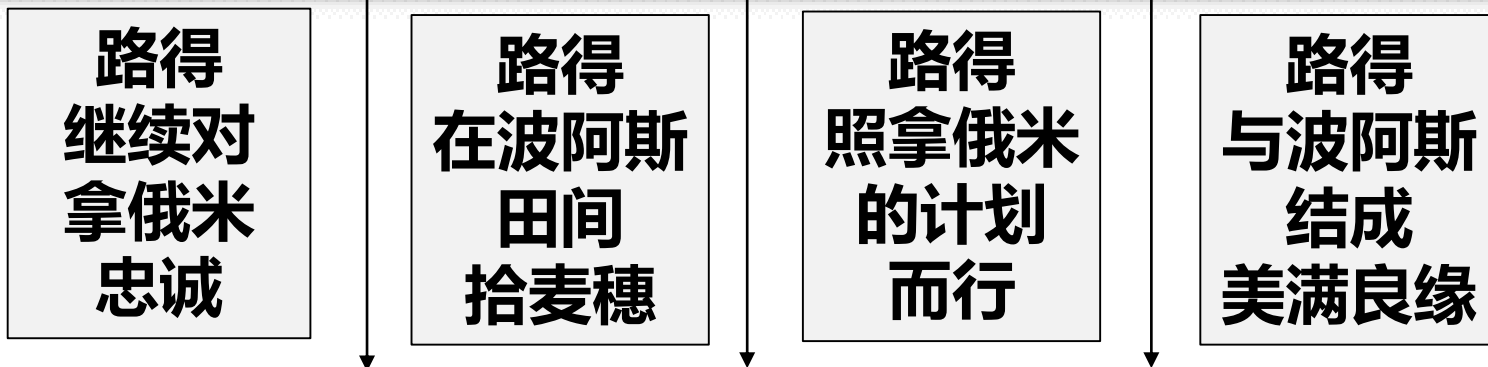 路得
继续对
拿俄米
忠诚
路得
在波阿斯
田间
拾麦穗
路得
照拿俄米
的计划
而行
路得
与波阿斯
结成
美满良缘